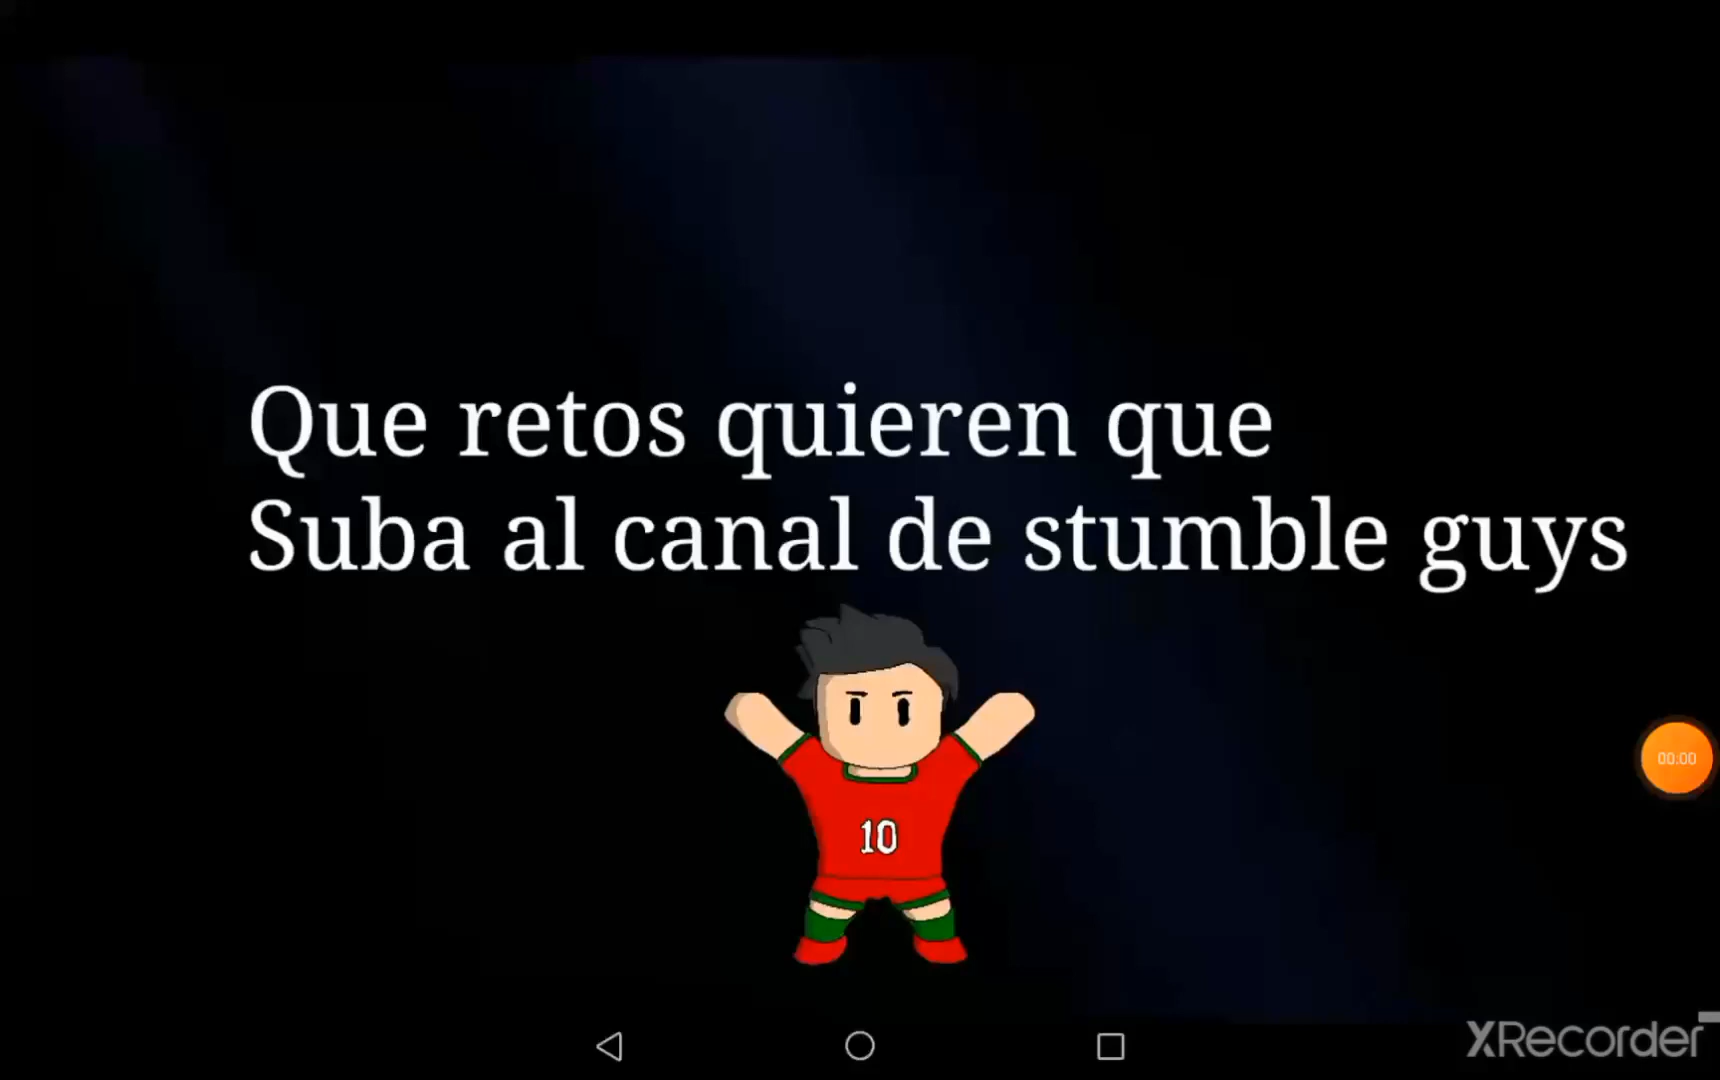 Que retos quieren que
Suba al canal de stumble guys
10
00:00
XRecorder